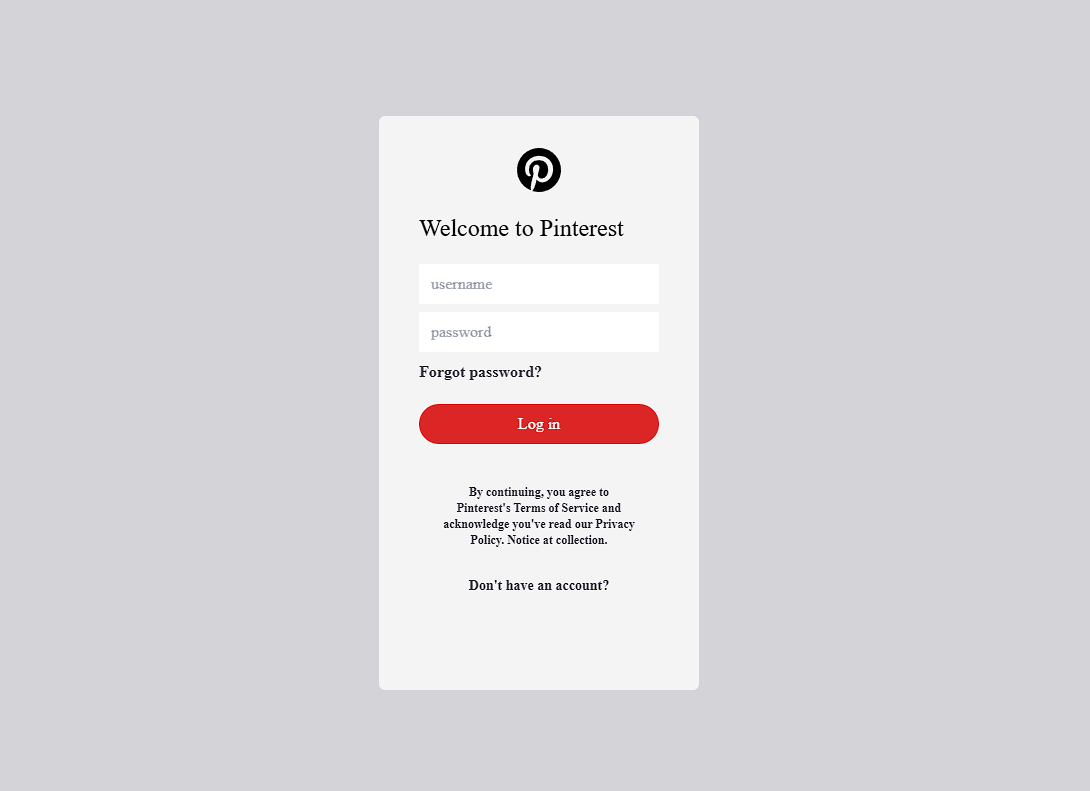 Welcome to Pinterest
username
password
Forgot password?
Log in
By continuing, you agree to
Pinterest's Terms of Service and
acknowledge you've read our Privacy
Policy. Notice at collection.
Don't have an account?